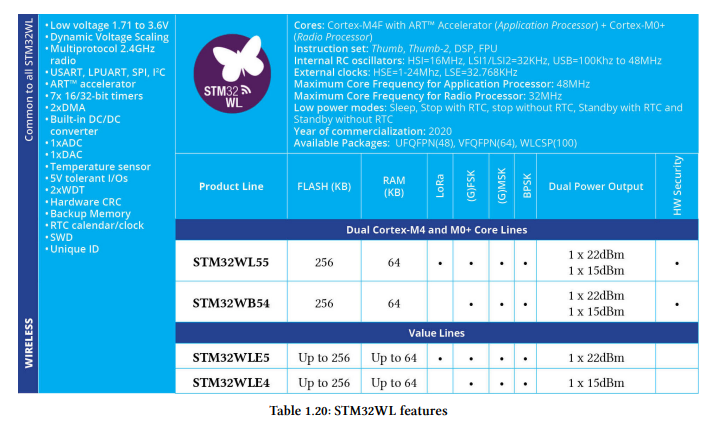 Common to all STM32WL
WIRELESS
• Low voltage 1.71 to 3.6V
• Dynamic Voltage Scaling
• Multiprotocol 2.4GHz
radio
• USART, LPUART, SPI, I²C
• ART™ accelerator
• 7x 16/32-bit timers
• 2xDMA
• Built-in DC/DC
converter
• 1xADC
• 1xDAC
• Temperature sensor
• 5V tolerant I/Os
• 2xWDT
• Hardware CRC
• Backup Memory
• RTC calendar/clock
• SWD
• Unique ID
STM32
WL
Cores: Cortex-M4F with ART™ Accelerator (Application Processor) + Cortex-M0+
(Radio Processor)
Instruction set: Thumb, Thumb-2, DSP, FPU
Internal RC oscillators: HSI=16MHz, LSI1/LSI2=32KHz, USB=100Khz to 48MHz
External clocks: HSE=1-24Mhz, LSE=32.768KHz
Maximum Core Frequency for Application Processor: 48MHz
Maximum Core Frequency for Radio Processor: 32MHz
Low power modes: Sleep, Stop with RTC, stop without RTC, Standby with RTC and
Standby without RTC
Year of commercialization: 2020
Available Packages: UFQFPN(48), VFQFPN(64), WLCSP(100)
Product Line FLASH (KB) RAM (KB) LoRa (G)FSK (G)MSK BPSK Dual Power Output HW Security
Dual Cortex-M4 and M0+ Core Lines
STM32WL55 256 64 • • • • 1 x 22dBm • 
1 x 15dBm
STM32WB54 256 64 • • • 1 x 22dBm •
1 x 15dBm
Value Lines
STM32WLE5 Up to 256 Up to 64 • • • • 1 x 22dBm
STM32WLE4 Up to 256 Up to 64 • • • 1 x 15dBm
Table 1.20: STM32WL features